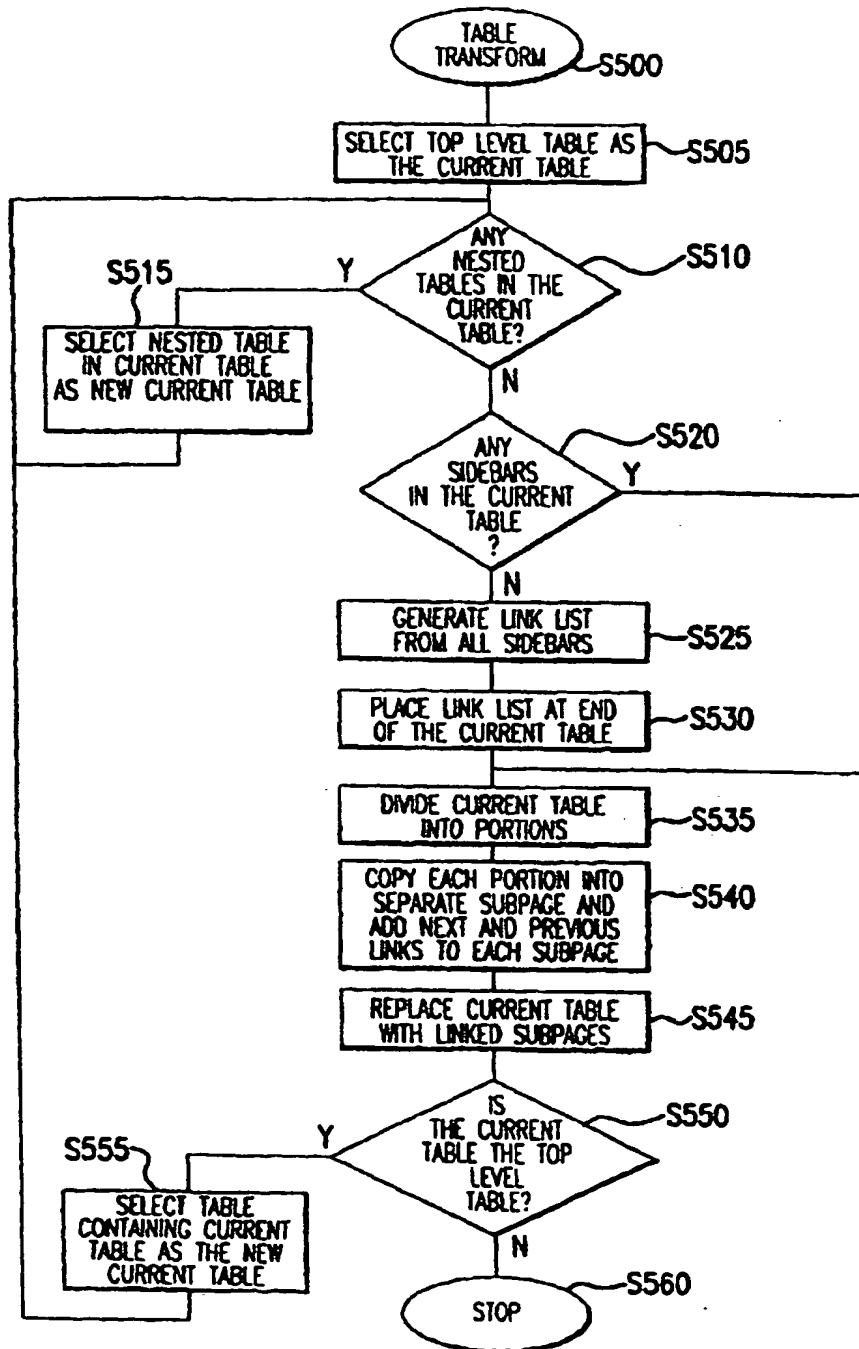 TABLE
TRANSFORM
S500
SELECT TOP LEVEL TABLE AS
THE CURRENT TABLE
S505
ANY
NESTED
TABLES IN THE
CURRENT
TABLE?
S510
Y
N
S515
SELECT NESTED TABLE
IN CURRENT TABLE
AS NEW CURRENT TABLE
ANY
SIDEBARS
IN THE CURRENT
TABLE
?
S520
Y
N
GENERATE LINK LIST
FROM ALL SIDEBARS
S525
PLACE LINK LIST AT END
OF THE CURRENT TABLE
S530
DIVIDE CURRENT TABLE
INTO PORTIONS
S535
COPY EACH PORTION INTO
SEPARATE SUBPAGE AND
ADD NEXT AND PREVIOUS
LINKS TO EACH SUBPAGE
S540
REPLACE CURRENT TABLE
WITH LINKED SUBPAGES
S545
IS
THE CURRENT
TABLE THE TOP
LEVEL
TABLE?
S550
Y
N
S555
SELECT TABLE
CONTAINING CURRENT
TABLE AS THE NEW
CURRENT TABLE
STOP
S560